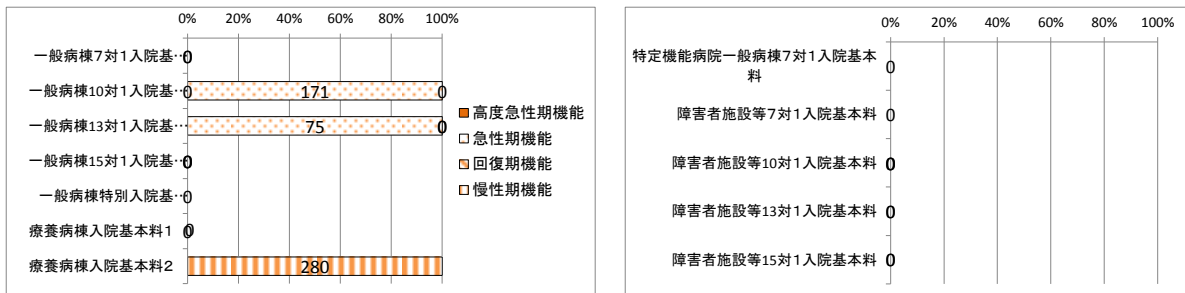 0% 20% 40% 60% 80% 100%
一般病棟7対1入院基… 0
一般病棟10対1入院基… 0 171 0
一般病棟13対1入院基… 75 0
一般病棟15対1入院基… 0
一般病棟特別入院基… 0
療養病棟入院基本料1 0
療養病棟入院基本料2 280
高度急性期機能
急性期機能
回復期機能
慢性期機能
0% 20% 40% 60% 80% 100%
特定機能病院一般病棟7対1入院基本
料 0
障害者施設等7対1入院基本料 0
障害者施設等10対1入院基本料 0
障害者施設等13対1入院基本料 0
障害者施設等15対1入院基本料 0